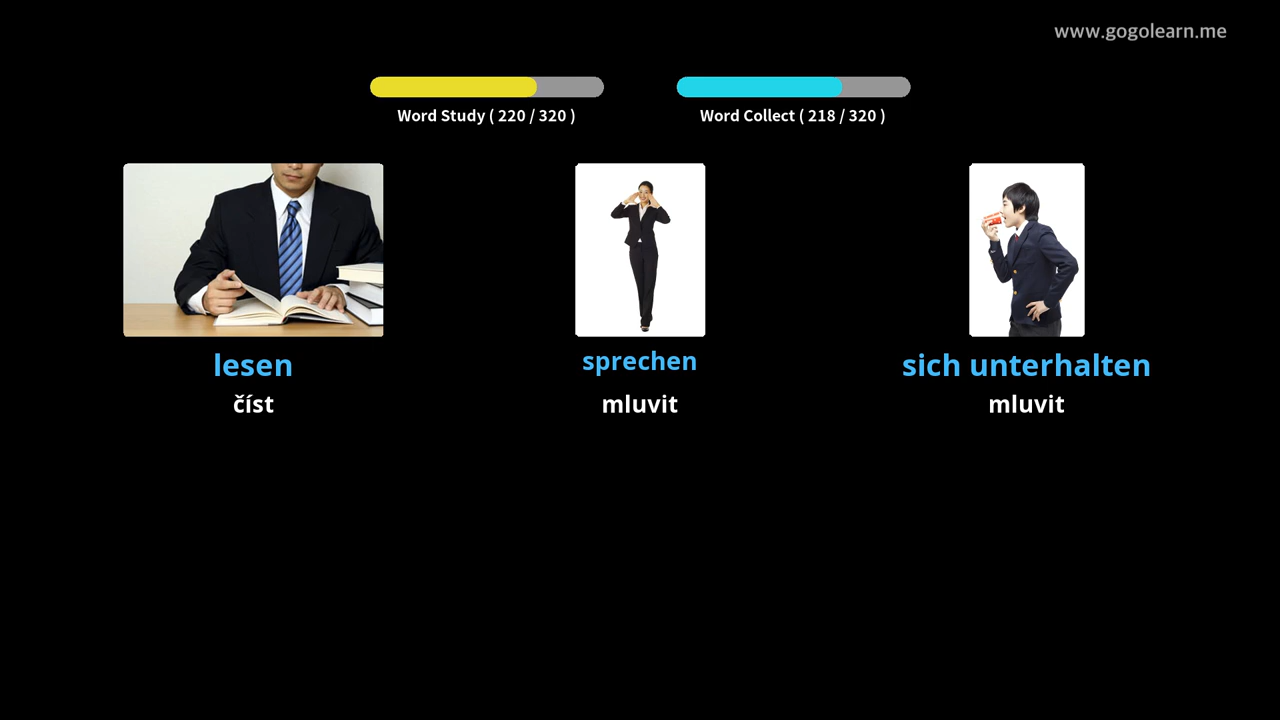 www.gogolearn.me
Word Study ( 220 / 320 )
Word Collect ( 218 / 320 )
lesen
sprechen
sich unterhalten
číst
mluvit
mluvit